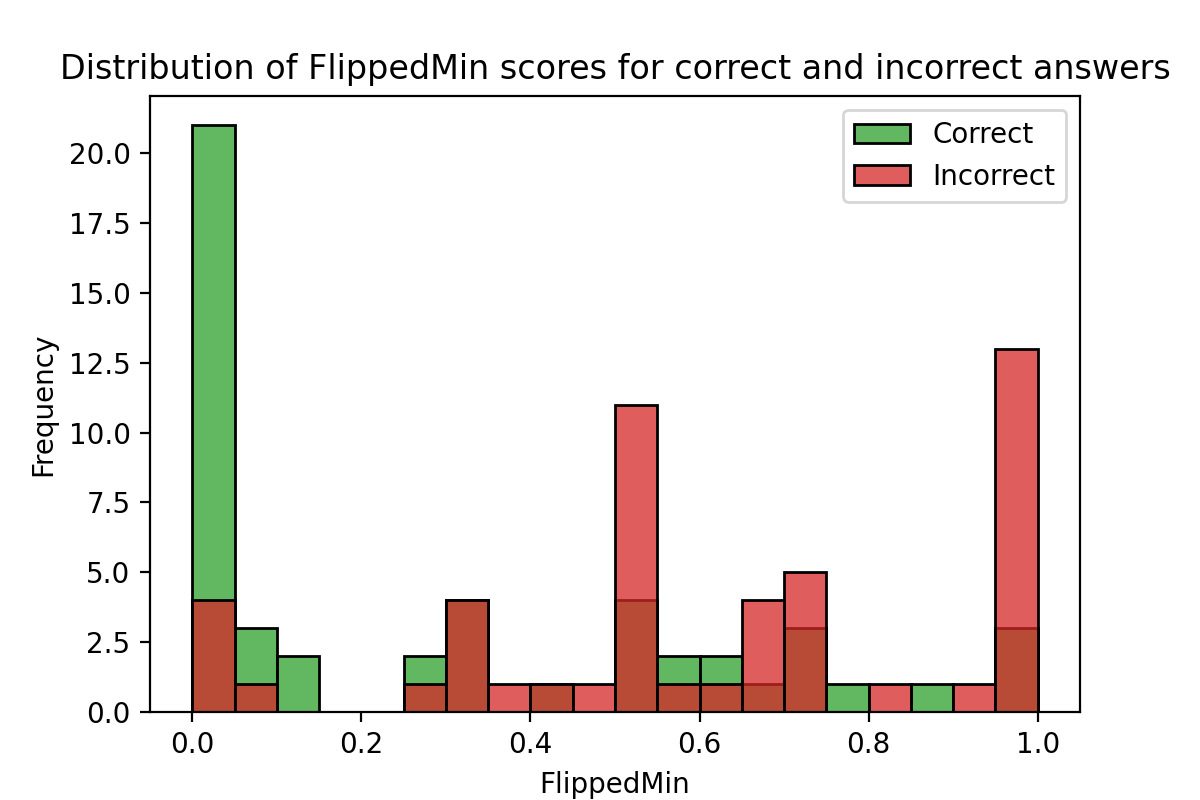 Distribution of FlippedMin scores for correct and incorrect answers
Correct
Incorrect
Frequency
20.0
17.5
15.0
12.5
10.0
7.5
5.0
2.5
0.0
0.0 0.2 0.4 0.6 0.8 1.0
FlippedMin